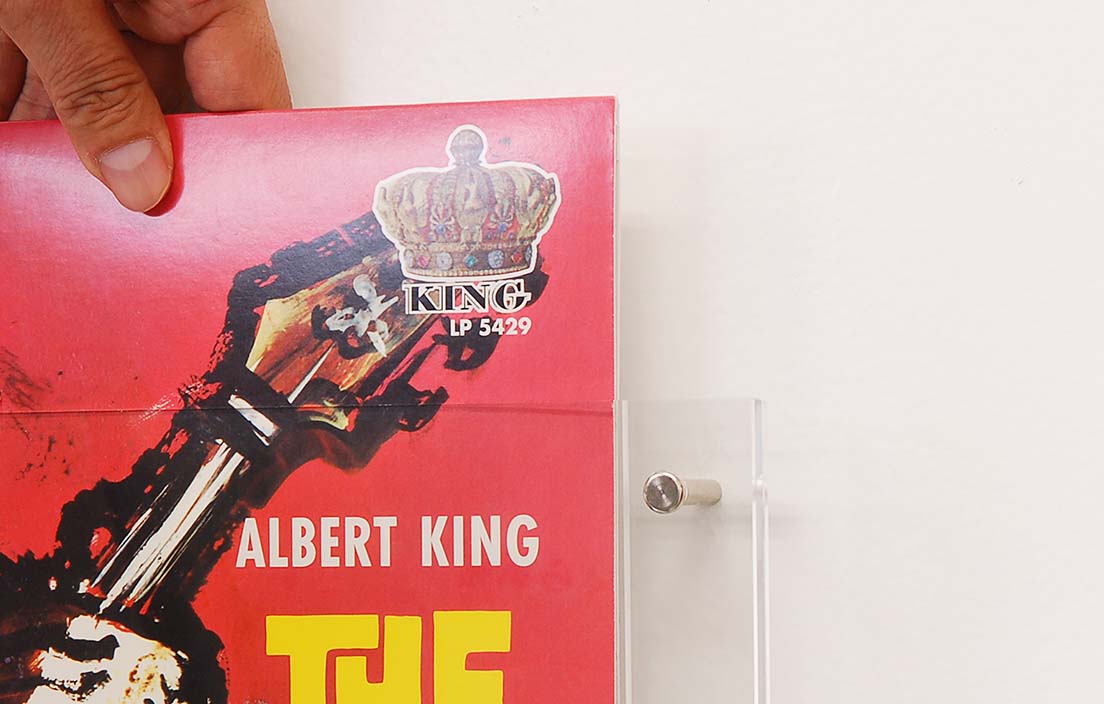 KING
LP 5429
ALBERT KING
THE